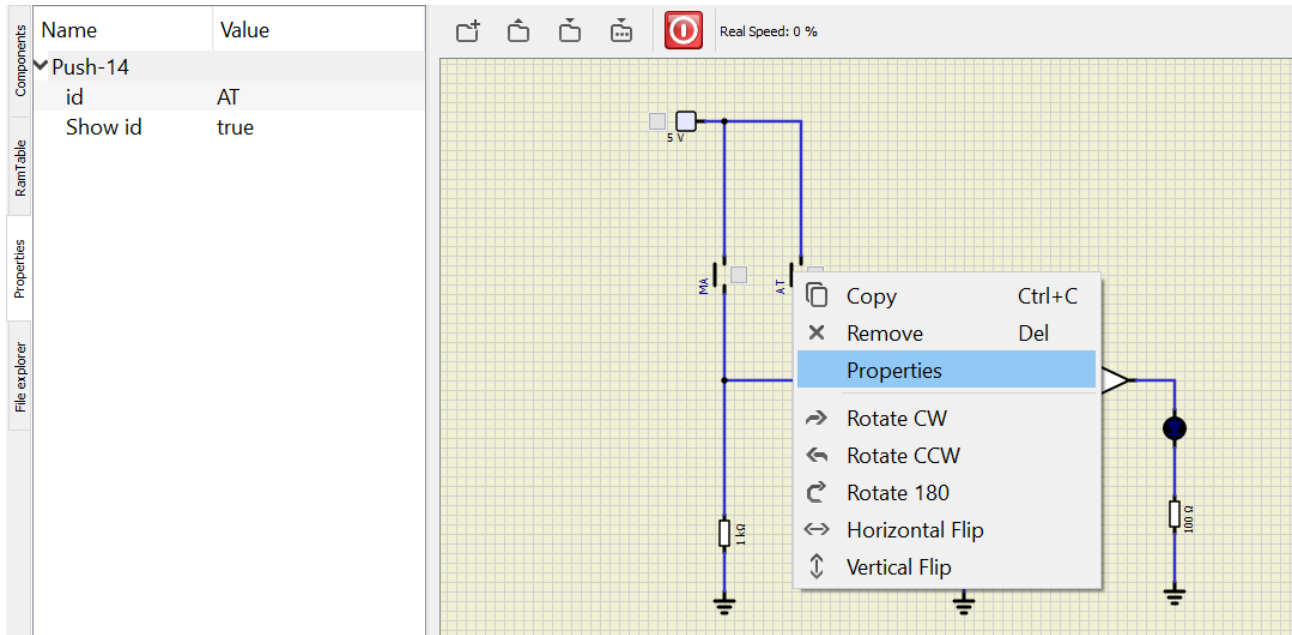 Components
RamTable
Properties
File explorer
Name Value
Push-14
id AT
Show id true
Real Speed: 0 %
5 V
MA
AT
1 kΩ
100 Ω
Copy Ctrl+C
Remove Del
Properties
Rotate CW
Rotate CCW
Rotate 180
Horizontal Flip
Vertical Flip